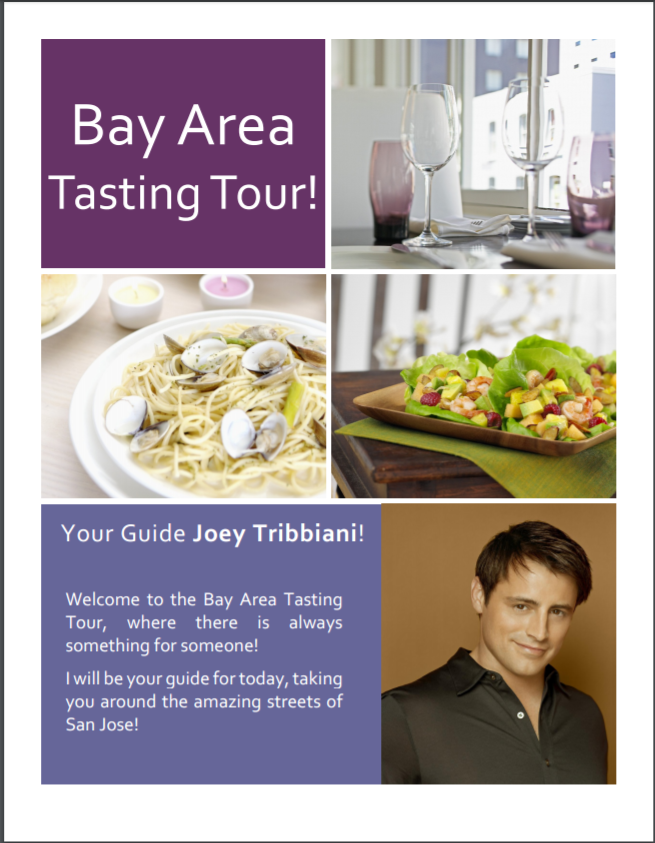 Bay Area
Tasting Tour!
Your Guide Joey Tribbiani!
Welcome to the Bay Area Tasting
Tour, where there is always
something for someone!
I will be your guide for today, taking
you around the amazing streets of
San Jose!